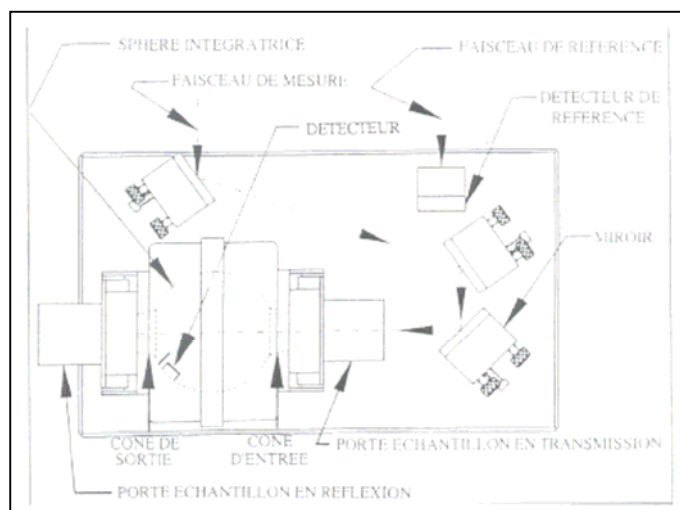 SPHERE INTEGRATRICE
FAISCEAU DE REFERENCE
FAISCEAU DE MESURE
DETECTEUR DE
REFERENCE
DETECTEUR
MIROIR
CONE DE
SORTIE
CONE
D'ENTREE
PORTE ECHANTILLON EN TRANSMISSION
PORTE ECHANTILLON EN REFLEXION